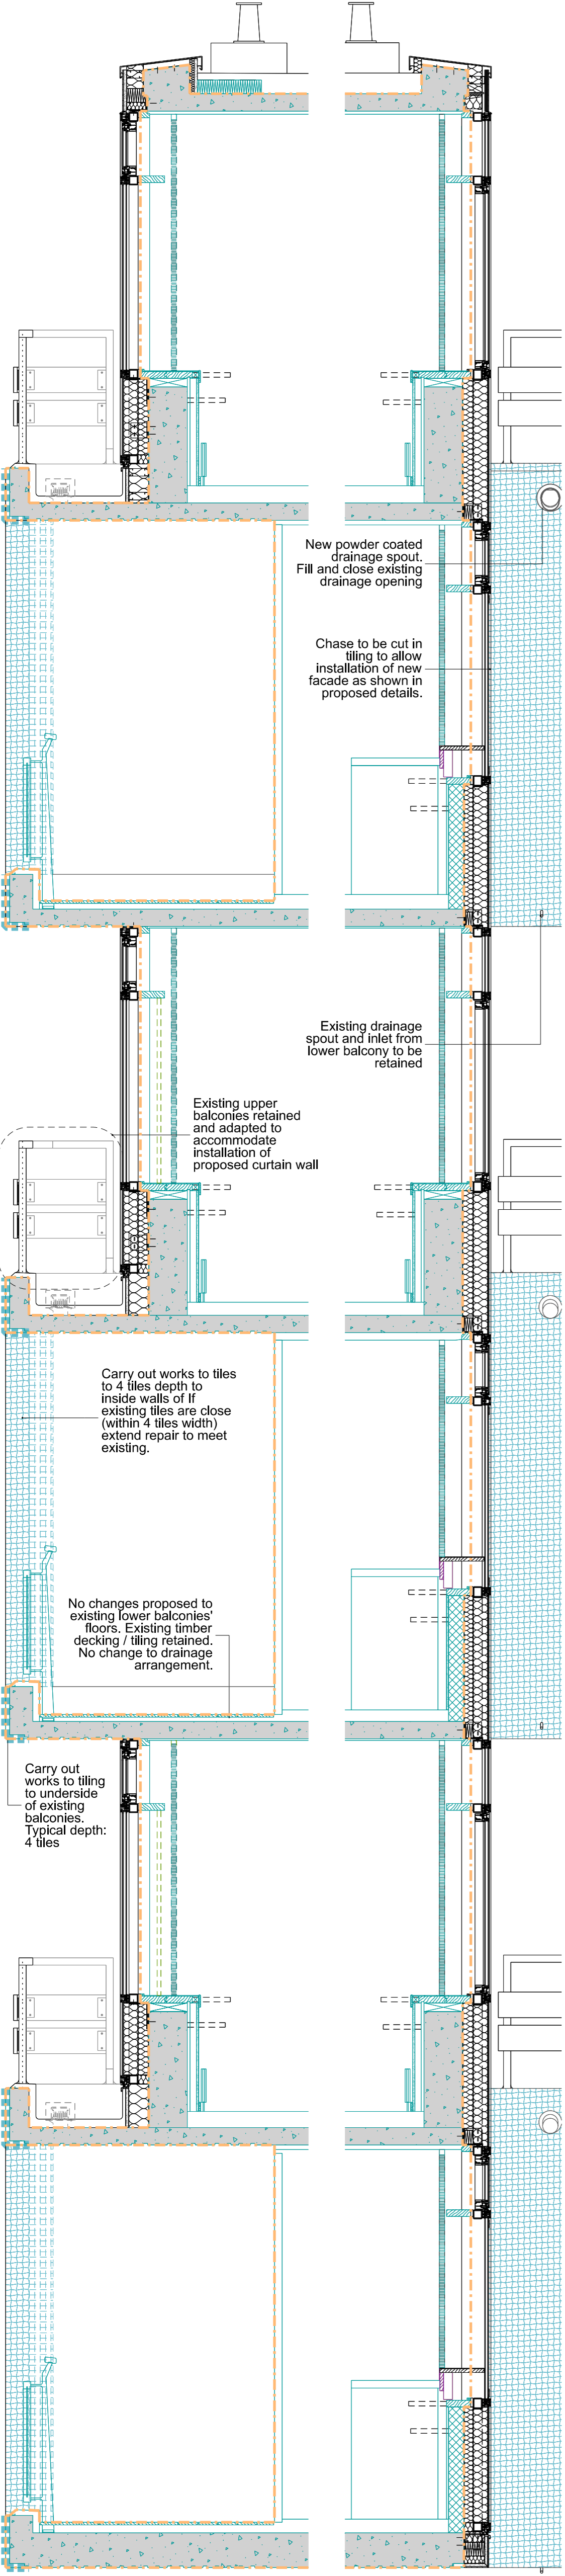 New powder coated
drainage spout.
Fill and close existing
drainage opening
Chase to be cut in
tiling to allow
installation of new
facade as shown in
proposed details.
Existing drainage
spout and inlet from
lower balcony to be
retained
Existing upper
balconies retained
and adapted to
accommodate
installation of
proposed curtain wall
Carry out works to tiles
to 4 tiles depth to
inside walls of If
existing tiles are close
(within 4 tiles width)
extend repair to meet
existing.
No changes proposed to
existing lower balconies'
floors. Existing timber
decking / tiling retained.
No change to drainage
arrangement.
Carry out
works to tiling
to underside
of existing
balconies.
Typical depth:
4 tiles